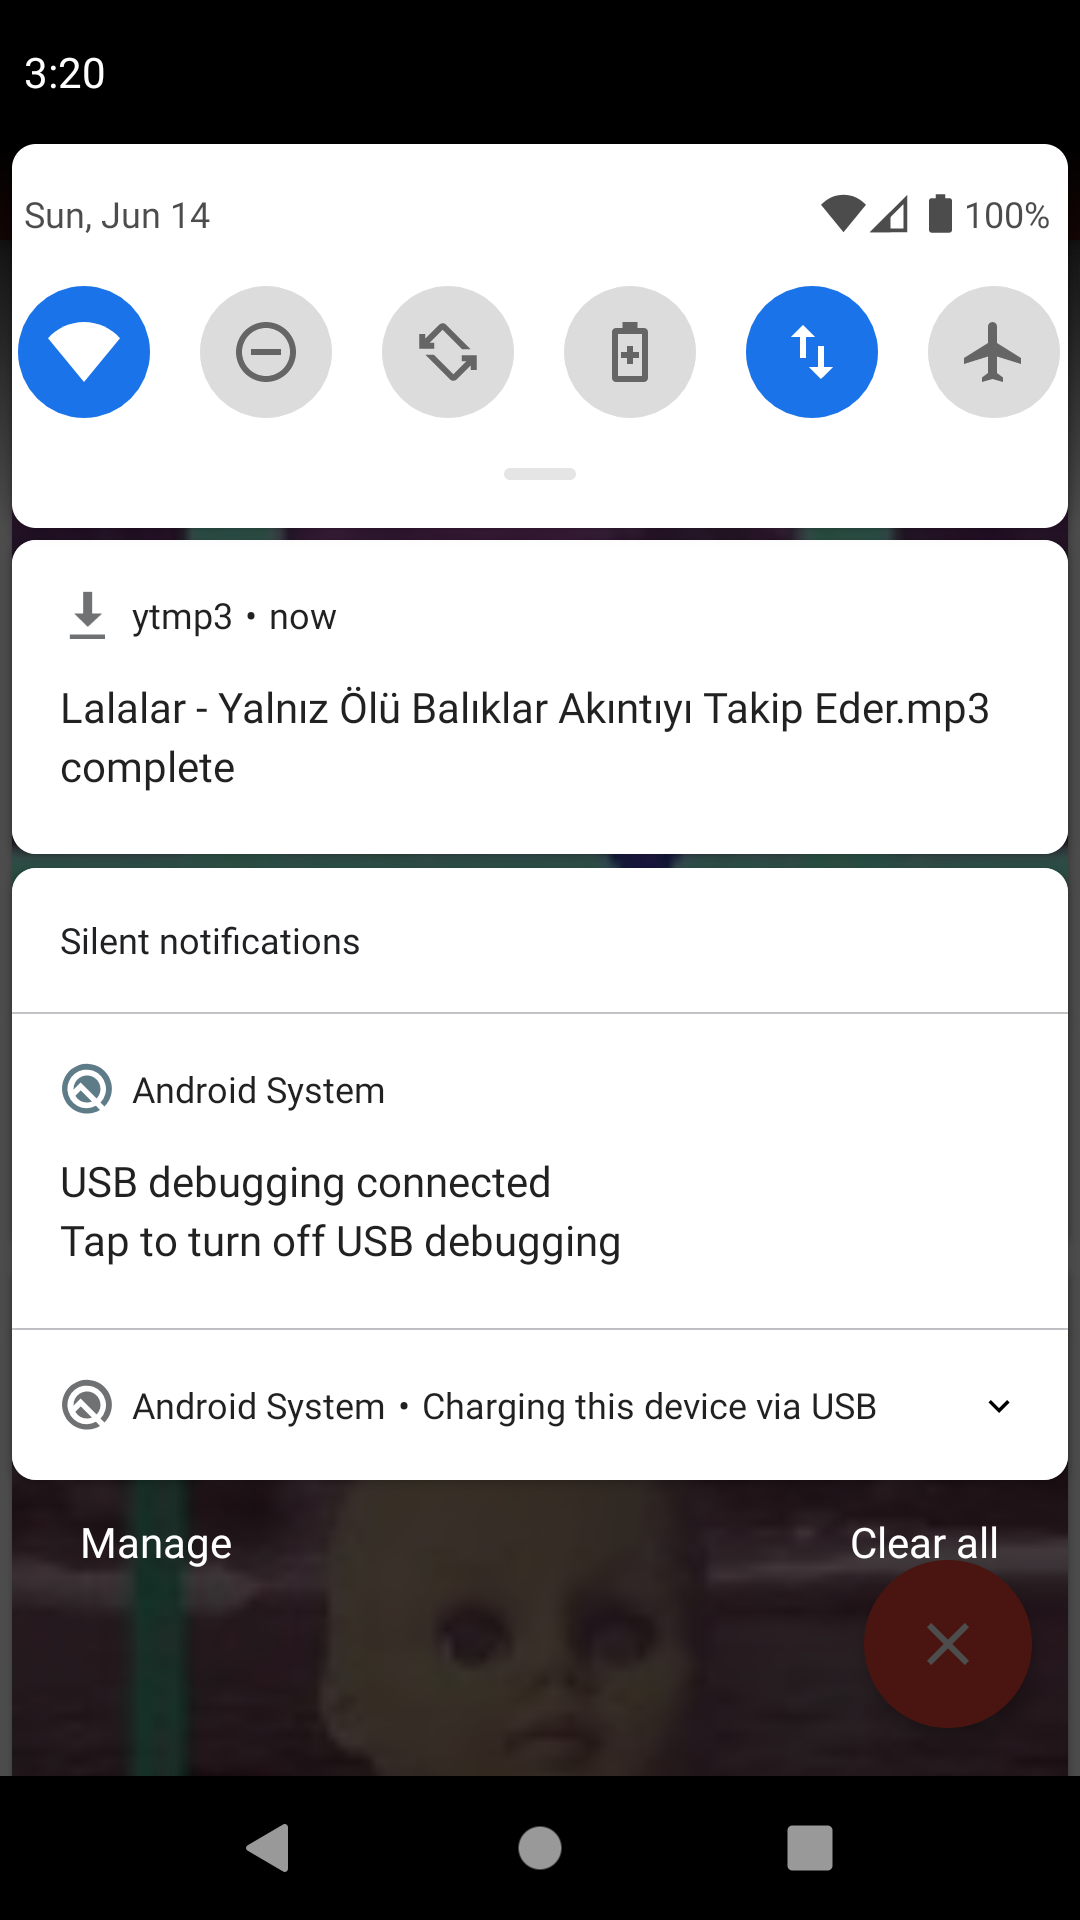 3:20
Sun, Jun 14
100%
ytmp3 • now
Lalalar - Yalnız Ölü Balıklar Akıntıyı Takip Eder.mp3
complete
Silent notifications
Android System
USB debugging connected
Tap to turn off USB debugging
Android System • Charging this device via USB
Manage
Clear all